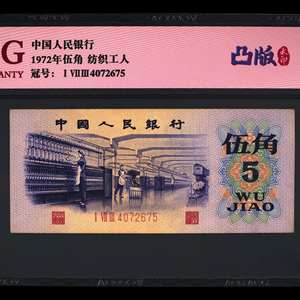 G
ANTY
中国人民银行
1972年伍角 纺织工人
冠号: I VII III 4072675
凸版
中國人民銀行
伍角
5
WU
JIAO
I VII III 4072675